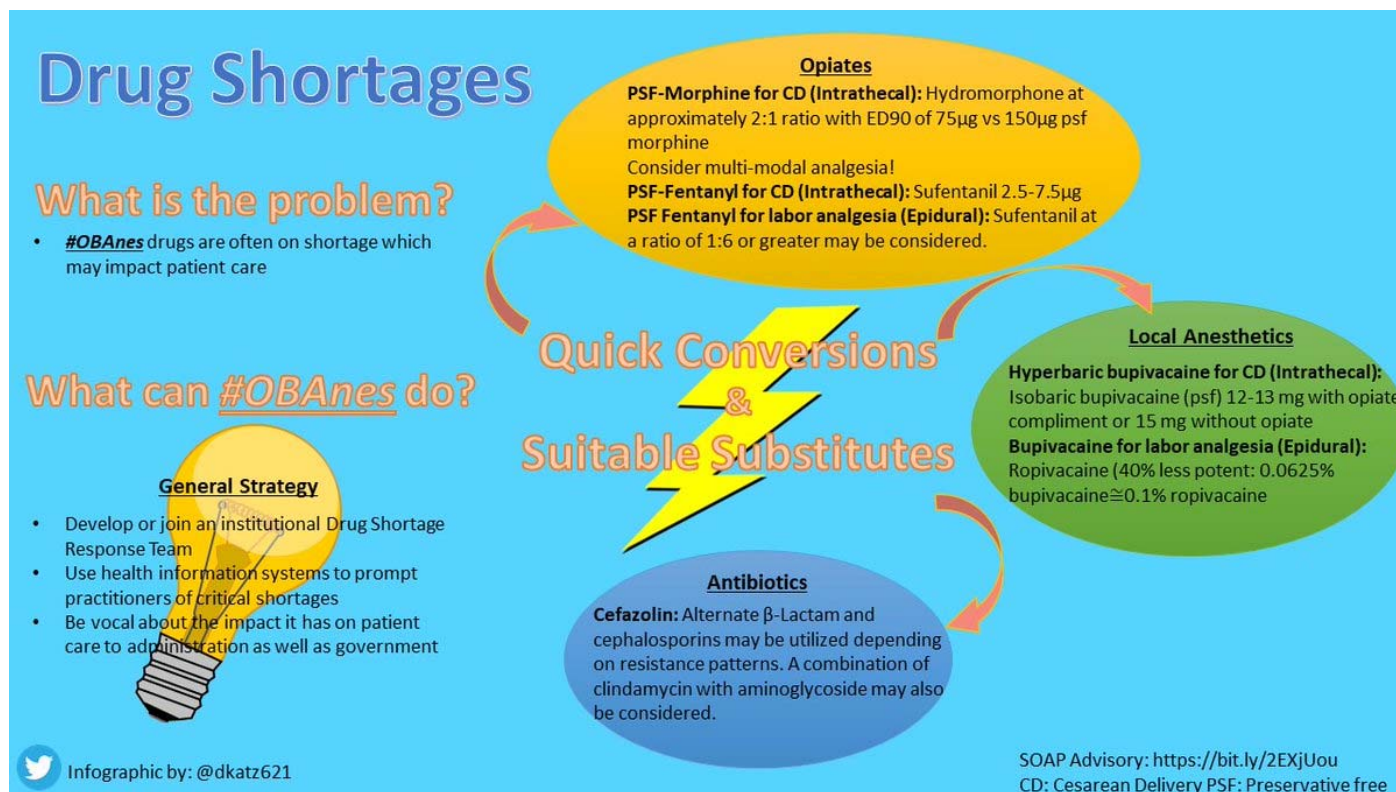 Drug Shortages
What is the problem?
• #OBAnes drugs are often on shortage which
may impact patient care
What can #OBAnes do?
General Strategy
• Develop or join an institutional Drug Shortage
Response Team
• Use health information systems to prompt
practitioners of critical shortages
• Be vocal about the impact it has on patient
care to administration as well as government
Infographic by: @dkatz621
Quick Conversions
&
Suitable Substitutes
Opiates
PSF-Morphine for CD (Intrathecal): Hydromorphone at
approximately 2:1 ratio with ED90 of 75µg vs 150µg psf
morphine
Consider multi-modal analgesia!
PSF-Fentanyl for CD (Intrathecal): Sufentanil 2.5-7.5µg
PSF Fentanyl for labor analgesia (Epidural): Sufentanil at
a ratio of 1:6 or greater may be considered.
Local Anesthetics
Hyperbaric bupivacaine for CD (Intrathecal):
Isobaric bupivacaine (psf) 12-13 mg with opiate
compliment or 15 mg without opiate
Bupivacaine for labor analgesia (Epidural):
Ropivacaine (40% less potent: 0.0625%
bupivacaine≅0.1% ropivacaine
Antibiotics
Cefazolin: Alternate β-Lactam and
cephalosporins may be utilized depending
on resistance patterns. A combination of
clindamycin with aminoglycoside may also
be considered.
SOAP Advisory: https://bit.ly/2EXjUou
CD: Cesarean Delivery PSF: Preservative free